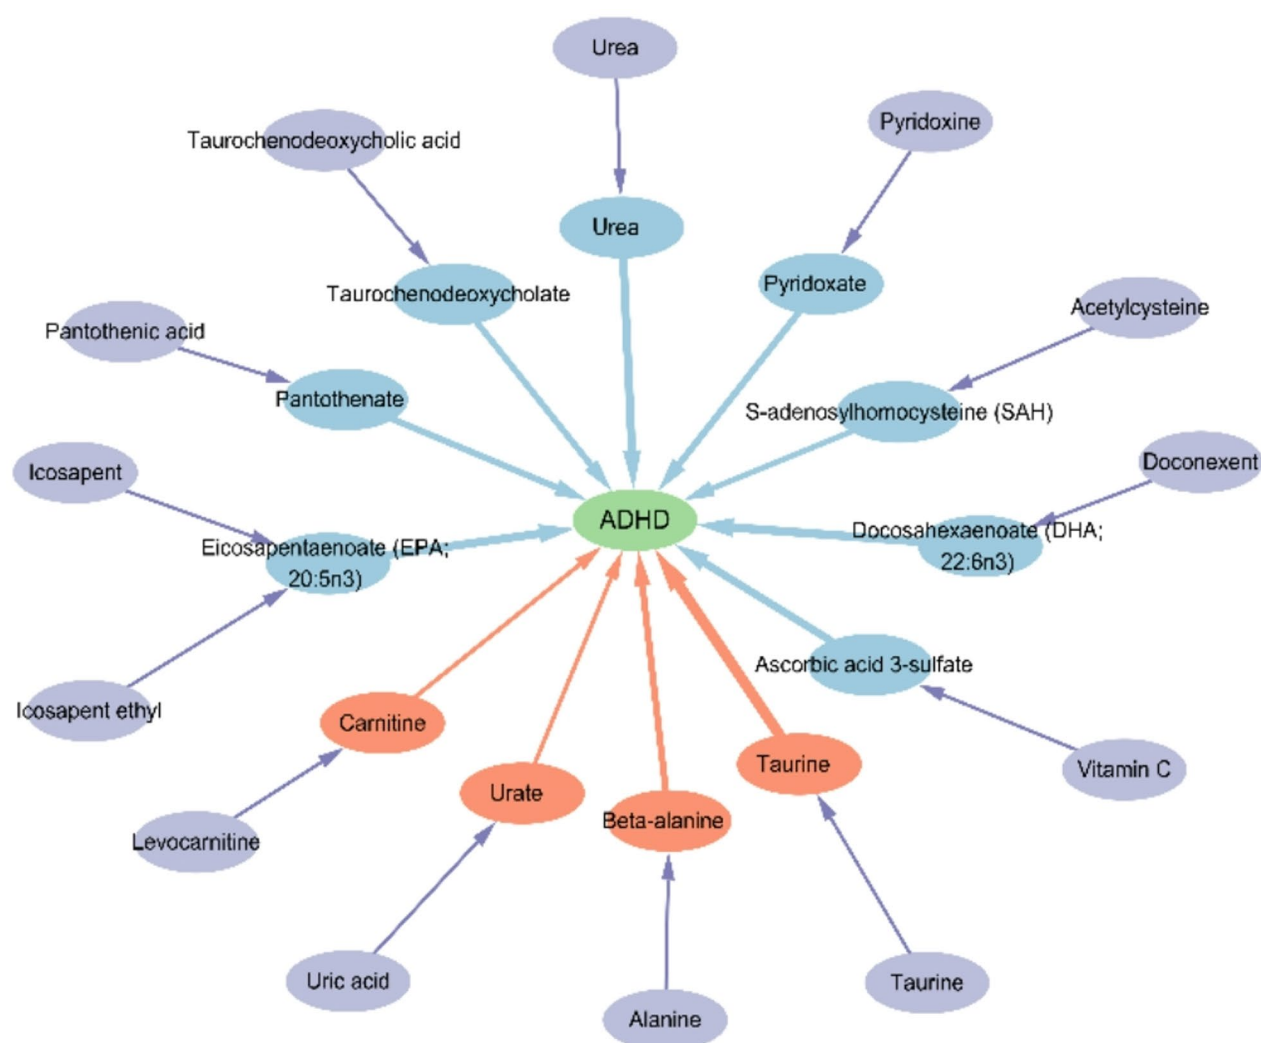 Urea
Pyridoxine
Taurochenodeoxycholic acid
Urea
Pyridoxate
Taurochenodeoxycholate
Acetylcysteine
Pantothenic acid
Pantothenate
S-adenosylhomocysteine (SAH)
Icosapent
Doconexent
ADHD
Eicosapentaenoate (EPA;
20:5n3)
Docosahexaenoate (DHA;
22:6n3)
Ascorbic acid 3-sulfate
Icosapent ethyl
Carnitine
Taurine
Vitamin C
Urate
Beta-alanine
Levocarnitine
Uric acid
Taurine
Alanine